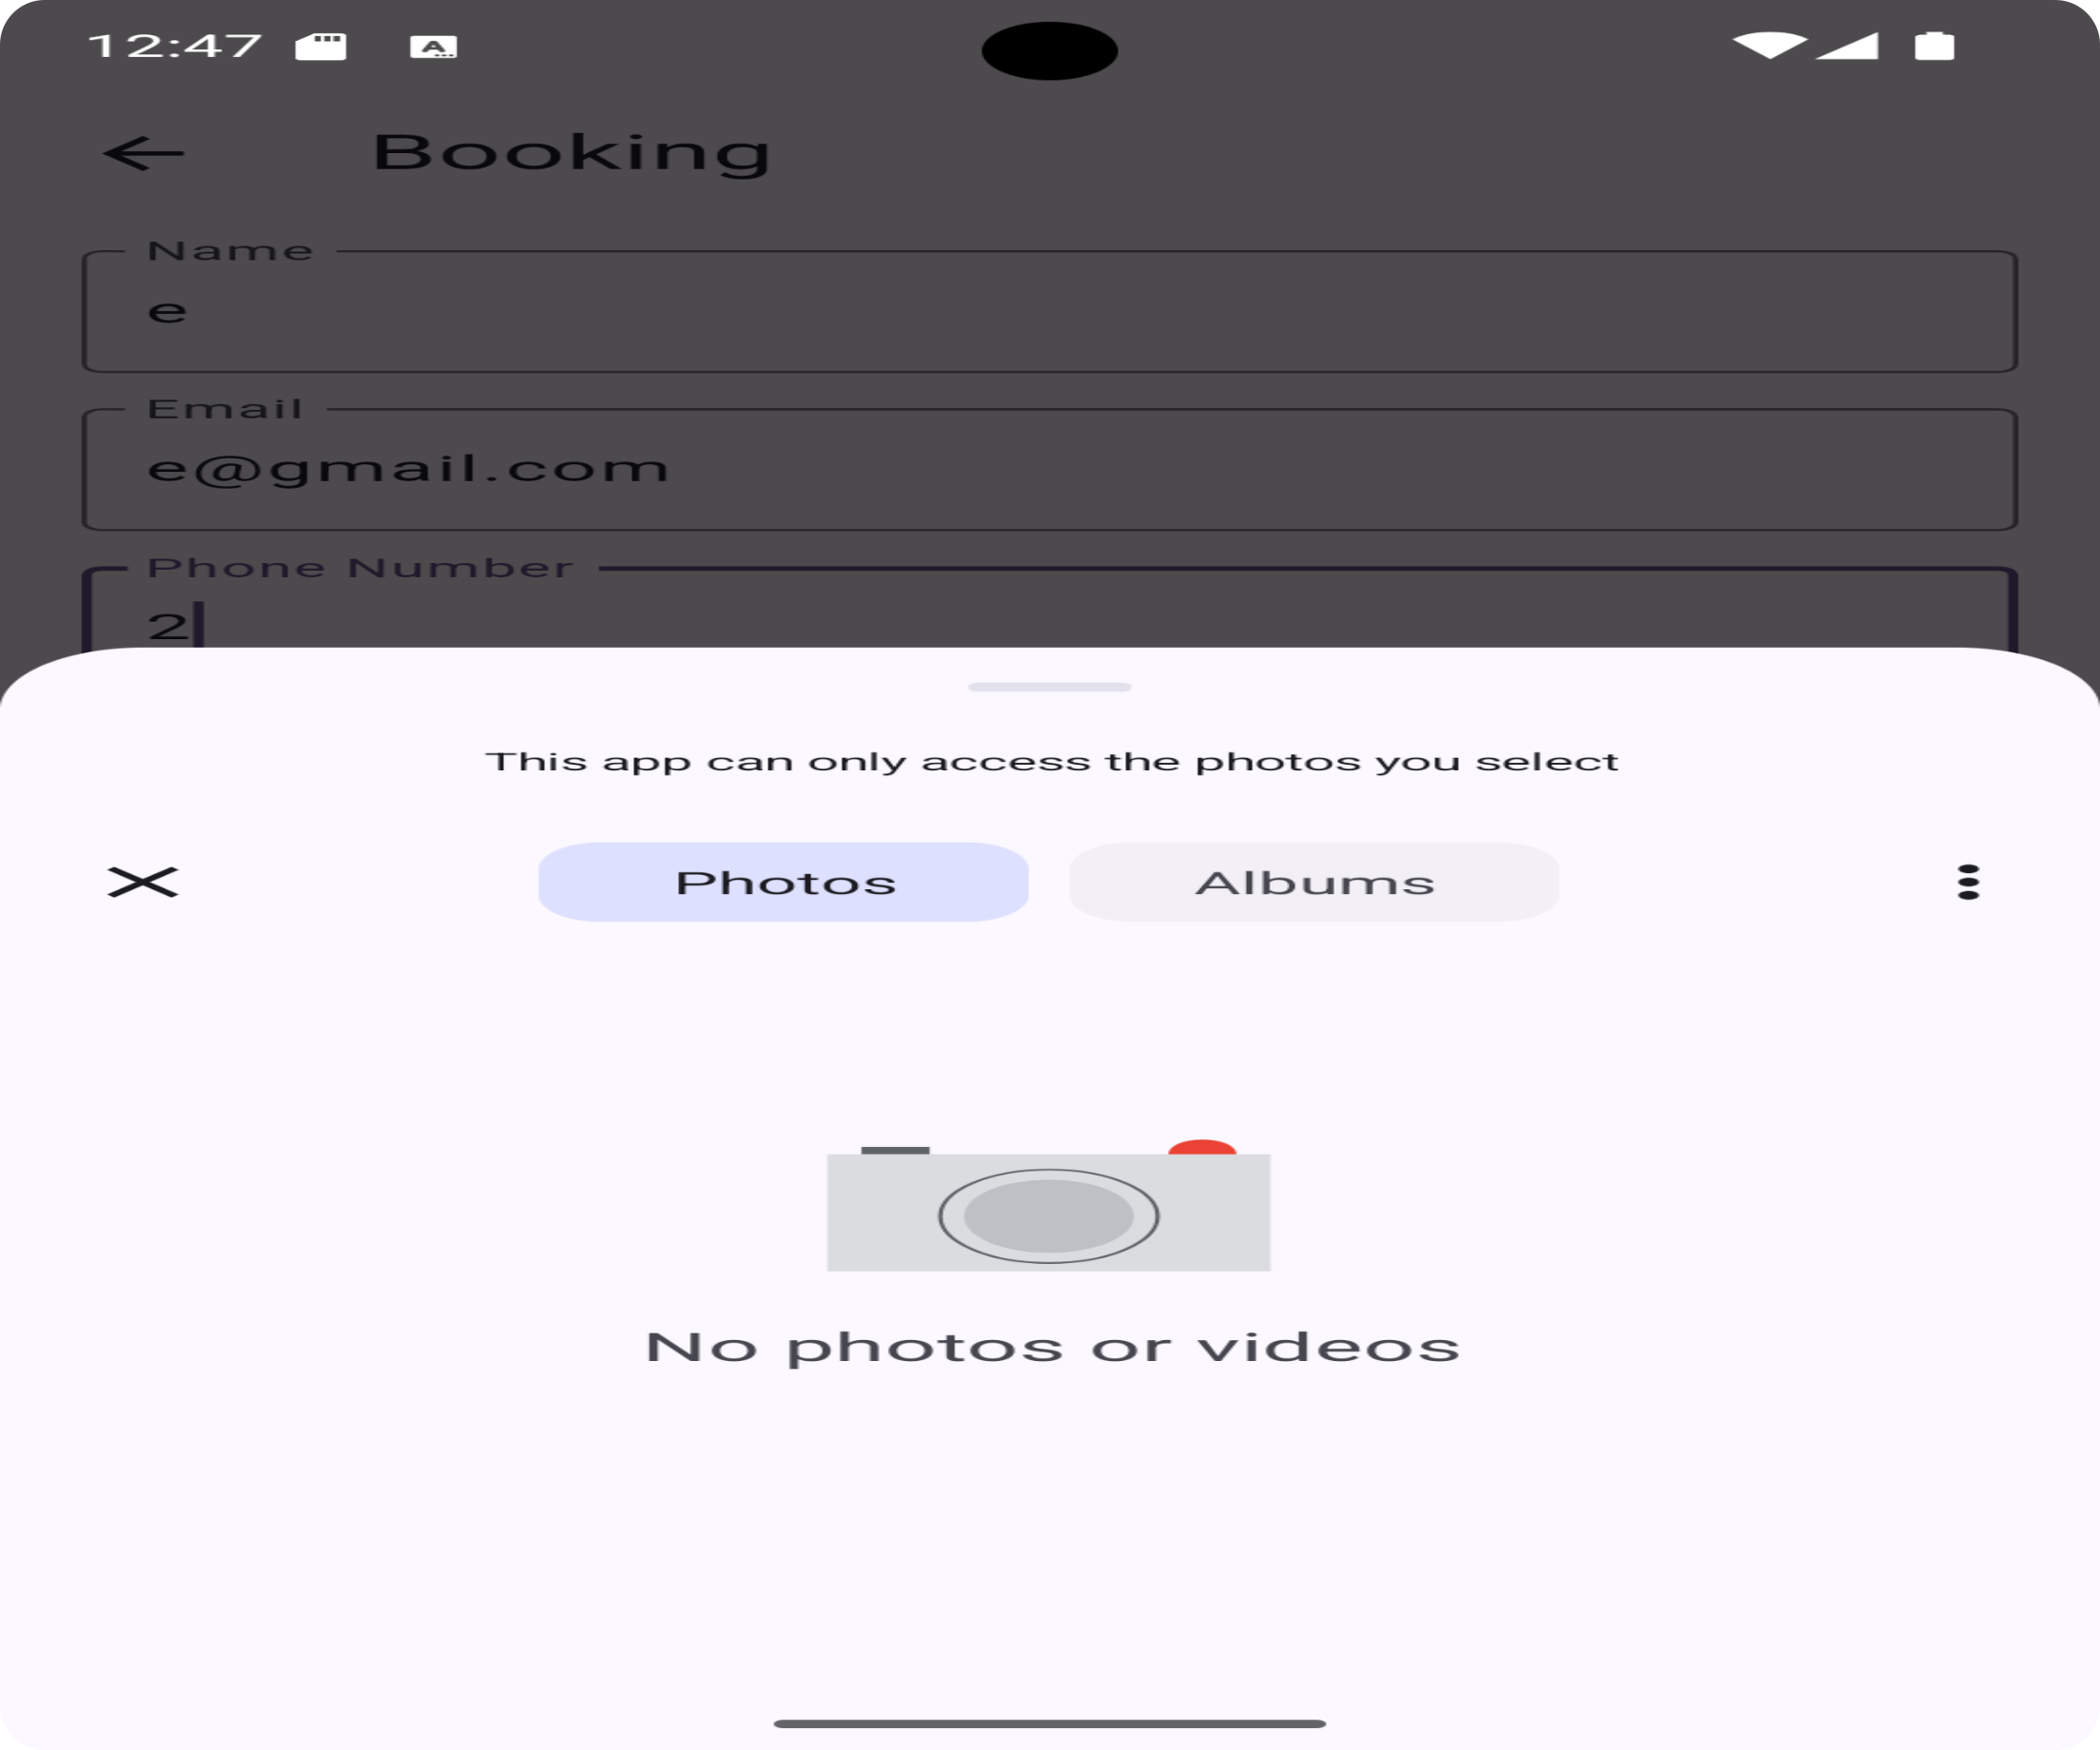 12:47
Booking
Name
e
Email
e@gmail.com
Phone Number
2
This app can only access the photos you select
Photos
Albums
No photos or videos